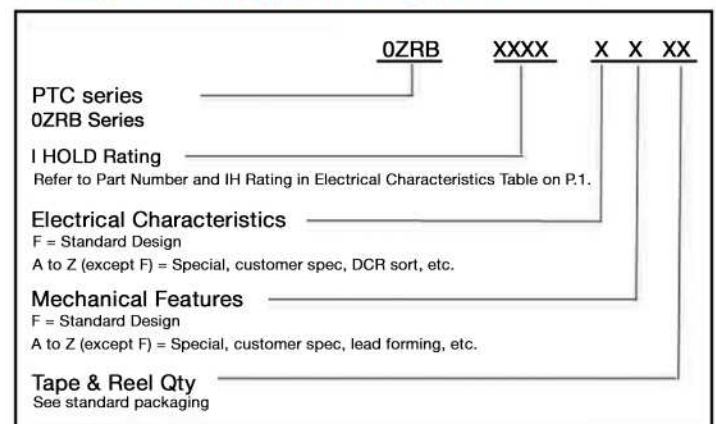 0ZRB XXXX X X XX
PTC series
0ZRB Series
I HOLD Rating
Refer to Part Number and IH Rating in Electrical Characteristics Table on P.1.
Electrical Characteristics
F = Standard Design
A to Z (except F) = Special, customer spec, DCR sort, etc.
Mechanical Features
F = Standard Design
A to Z (except F) = Special, customer spec, lead forming, etc.
Tape & Reel Qty
See standard packaging